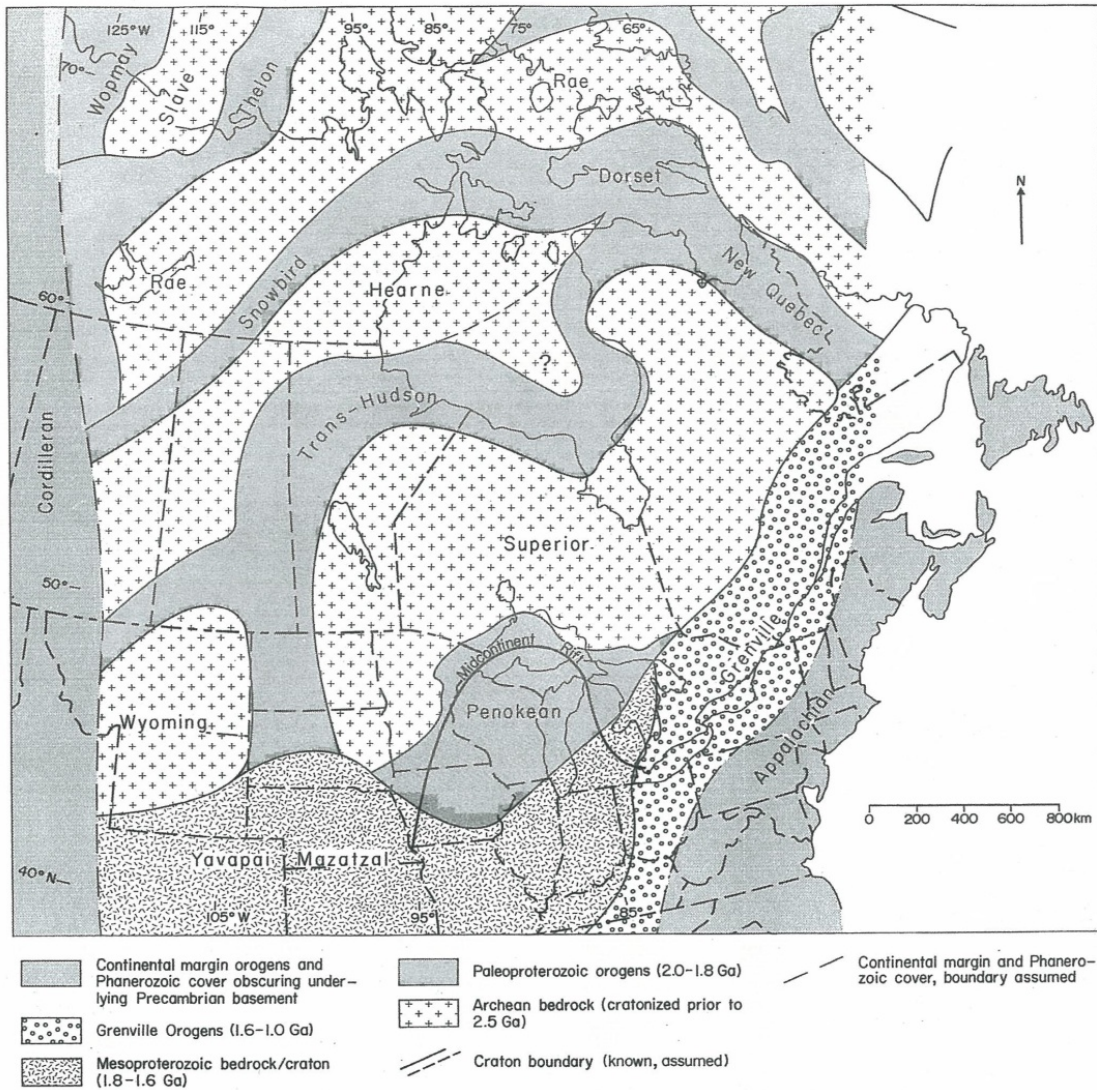 125°W
115°
95°
85°
75°
65°
70°
Wopmay
Slave
Thelon
Rae
Dorset
N
New Quebec
Rae
Snowbird
Hearne
60°
?
Trans-Hudson
Cordilleran
Superior
50°
Midcontinent Rift
Grenville
Wyoming
Penokean
Appalachian
0 200 400 600 800km
Yavapai Mazatzal
40°N
105°W
95°
85°
Continental margin orogens and
Phanerozoic cover obscuring under-
lying Precambrian basement
Grenville Orogens (1.6-1.0 Ga)
Mesoproterozoic bedrock/craton
(1.8-1.6 Ga)
Paleoproterozoic orogens (2.0-1.8 Ga)
Archean bedrock (cratonized prior to
2.5 Ga)
Craton boundary (known, assumed)
Continental margin and Phanero-
zoic cover, boundary assumed